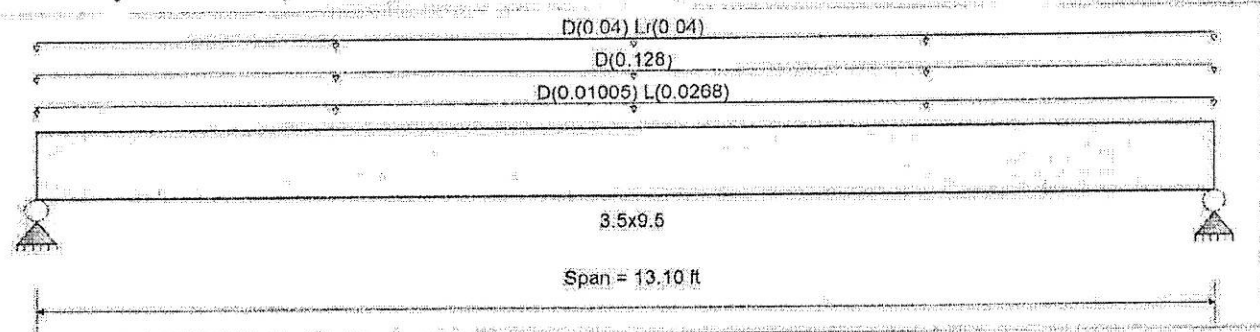 D(0.04) Lr(0.04)
D(0.128)
D(0.01005) L(0.0268)
3.5x9.5
Span = 13.10 ft